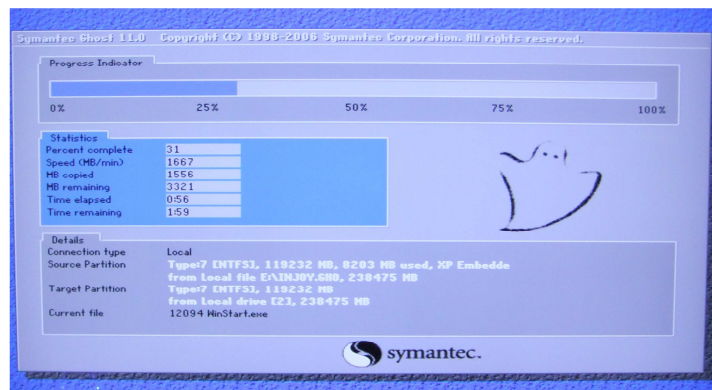 Symantec Ghost 11.0 Copyright (C) 1998-2006 Symantec Corporation. All rights reserved.
Progress Indicator
0% 25% 50% 75% 100%
Statistics
Percent complete 31
Speed (MB/min) 1667
MB copied 1556
MB remaining 3321
Time elapsed 0:56
Time remaining 1:59
Details
Connection type Local
Source Partition Type:7 [NTFS], 119232 MB, 8203 MB used, XP Embedde
from Local file E:\INJOY.GHO, 238475 MB
Target Partition Type:7 [NTFS], 119232 MB
from Local drive [2], 238475 MB
Current file 12094 WinStart.exe
symantec.